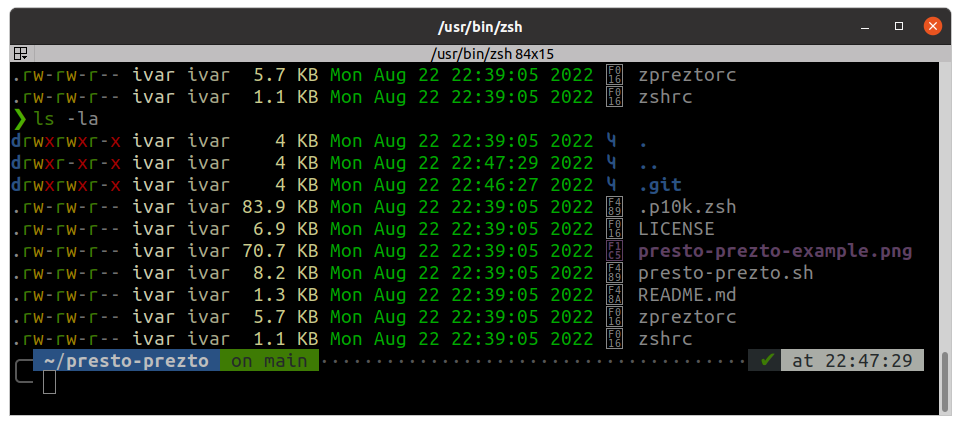 /usr/bin/zsh
/usr/bin/zsh 84x15
.rw-rw-r-- ivar ivar 5.7 KB Mon Aug 22 22:39:05 2022 F016 zpreztorc
.rw-rw-r-- ivar ivar 1.1 KB Mon Aug 22 22:39:05 2022 F016 zshrc
❯ ls -la
drwxrwxr-x ivar ivar 4 KB Mon Aug 22 22:39:05 2022 .
drwxr-xr-x ivar ivar 4 KB Mon Aug 22 22:47:29 2022 ..
drwxrwxr-x ivar ivar 4 KB Mon Aug 22 22:46:27 2022 .git
.rw-rw-r-- ivar ivar 83.9 KB Mon Aug 22 22:39:05 2022 F489 .p10k.zsh
.rw-rw-r-- ivar ivar 6.9 KB Mon Aug 22 22:39:05 2022 F016 LICENSE
.rw-rw-r-- ivar ivar 70.7 KB Mon Aug 22 22:39:05 2022 F1C5 presto-prezto-example.png
.rw-rw-r-- ivar ivar 8.2 KB Mon Aug 22 22:39:05 2022 F489 presto-prezto.sh
.rw-rw-r-- ivar ivar 1.3 KB Mon Aug 22 22:39:05 2022 F48A README.md
.rw-rw-r-- ivar ivar 5.7 KB Mon Aug 22 22:39:05 2022 F016 zpreztorc
.rw-rw-r-- ivar ivar 1.1 KB Mon Aug 22 22:39:05 2022 F016 zshrc
~/presto-prezto on main ✔ at 22:47:29